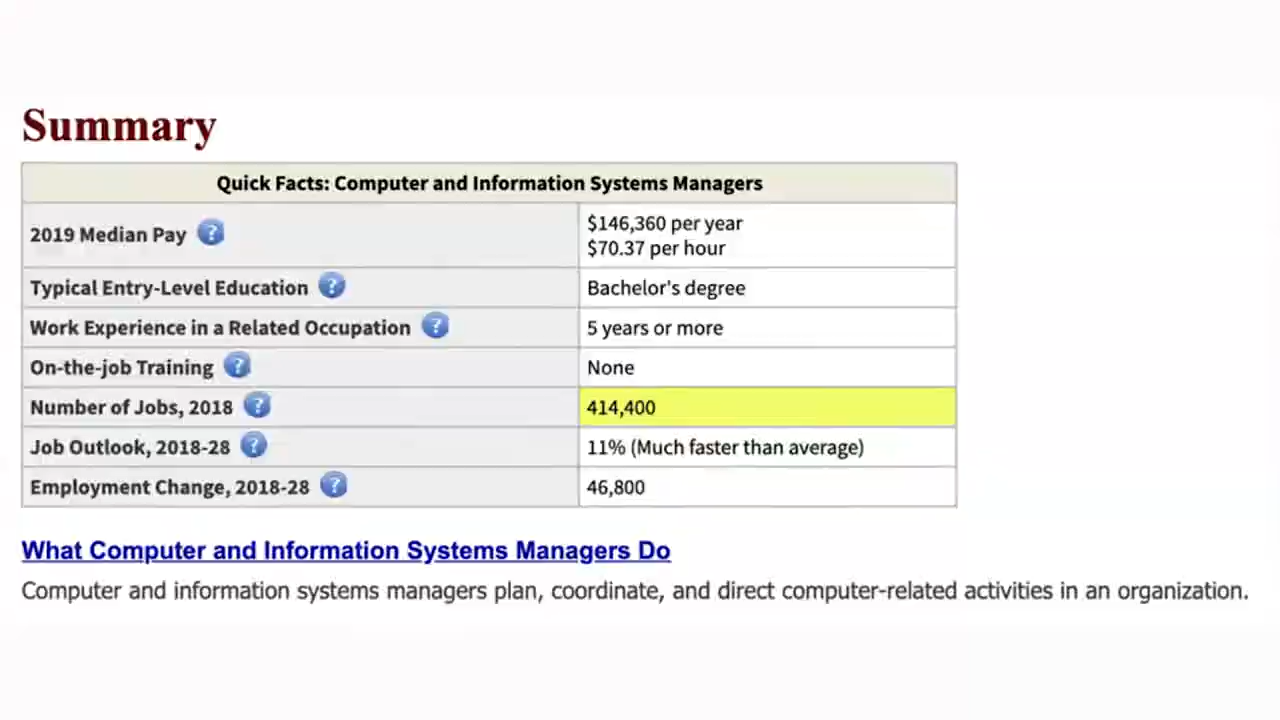 Summary
Quick Facts: Computer and Information Systems Managers
2019 Median Pay ?
$146,360 per year
$70.37 per hour
Typical Entry-Level Education ?
Bachelor's degree
Work Experience in a Related Occupation ?
5 years or more
On-the-job Training ?
None
Number of Jobs, 2018 ?
414,400
Job Outlook, 2018-28 ?
11% (Much faster than average)
Employment Change, 2018-28 ?
46,800
What Computer and Information Systems Managers Do
Computer and information systems managers plan, coordinate, and direct computer-related activities in an organization.